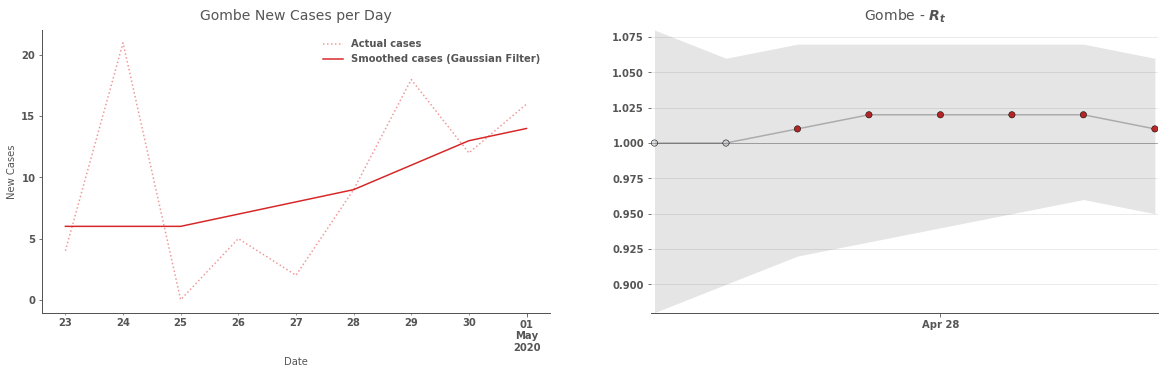 Gombe New Cases per Day
Actual cases
Smoothed cases (Gaussian Filter)
New Cases
20
15
10
5
0
23 24 25 26 27 28 29 30 01
May
2020
Date
Gombe - Rt
1.075
1.050
1.025
1.000
0.975
0.950
0.925
0.900
Apr 28